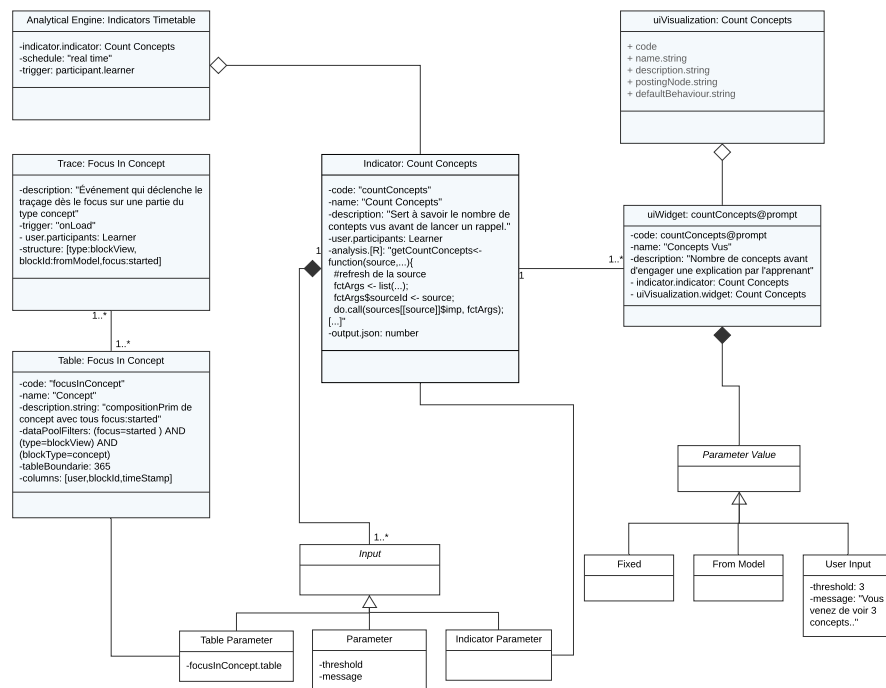 Analytical Engine: Indicators Timetable
-indicator.indicator: Count Concepts
-schedule: "real time"
-trigger: participant.learner
uiVisualization: Count Concepts
+ code
+ name.string
+ description.string
+ postingNode.string
+ defaultBehaviour.string
Trace: Focus In Concept
-description: "Événement qui déclenche le
traçage dès le focus sur une partie du
type concept"
-trigger: "onLoad"
- user.participants: Learner
-structure: [type:blockView,
blockId:fromModel,focus:started]
1..*
1..*
Indicator: Count Concepts
-code: "countConcepts"
-name: "Count Concepts"
-description: "Sert à savoir le nombre de
contepts vus avant de lancer un rappel."
-user.participants: Learner
-analysis.[R]: "getCountConcepts<-
function(source,...){
#refresh de la source
fctArgs <- list(...);
fctArgs$sourceId <- source;
do.call(sources[[source]]$imp, fctArgs);
[...]"
-output.json: number
1
1
1..*
uiWidget: countConcepts@prompt
-code: countConcepts@prompt
-name: "Concepts Vus"
-description: "Nombre de concepts avant
d'engager une explication par l'apprenant"
- indicator.indicator: Count Concepts
- uiVisualization.widget: Count Concepts
Table: Focus In Concept
-code: "focusInConcept"
-name: "Concept"
-description.string: "compositionPrim de
concept avec tous focus:started"
-dataPoolFilters: (focus=started ) AND
(type=blockView) AND
(blockType=concept)
-tableBoundarie: 365
-columns: [user,blockId,timeStamp]
Parameter Value
1..*
Input
Fixed
From Model
User Input
-threshold: 3
-message: "Vous
venez de voir 3
concepts.."
Table Parameter
-focusInConcept.table
Parameter
-threshold
-message
Indicator Parameter